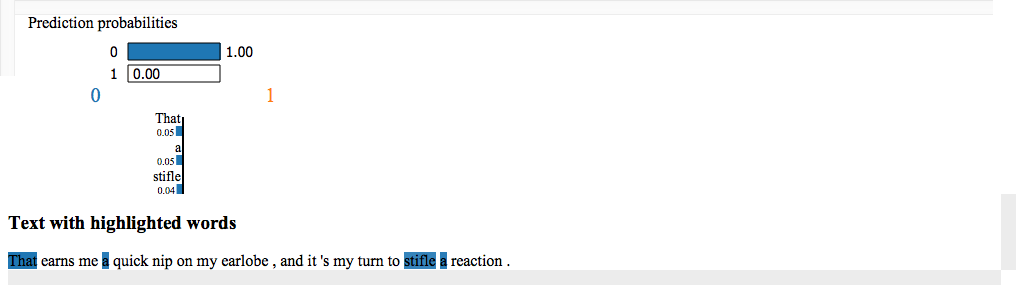 Prediction probabilities
0 1.00
1 0.00
0 1
That
0.05
a
0.05
stifle
0.04
Text with highlighted words
That earns me a quick nip on my earlobe , and it 's my turn to stifle a reaction .